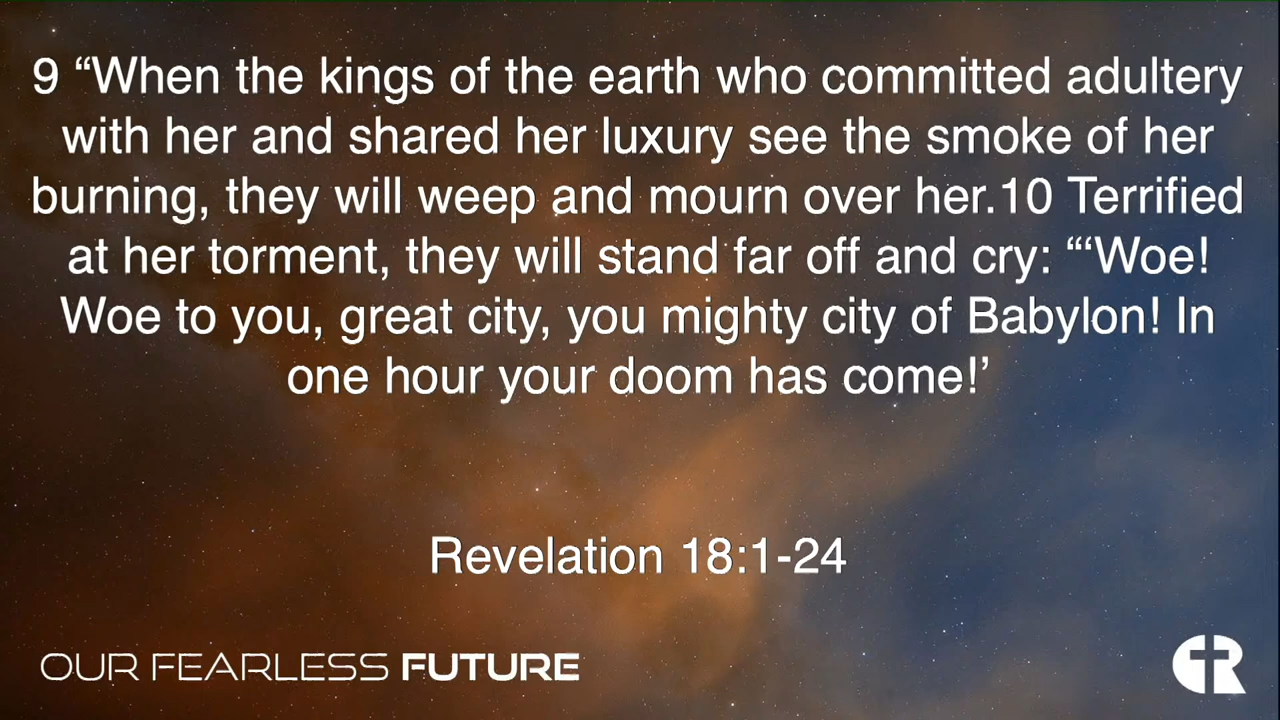 9 “When the kings of the earth who committed adultery
with her and shared her luxury see the smoke of her
burning, they will weep and mourn over her.10 Terrified
at her torment, they will stand far off and cry: “‘Woe!
Woe to you, great city, you mighty city of Babylon! In
one hour your doom has come!’
Revelation 18:1-24
OUR FEARLESS FUTURE
CR